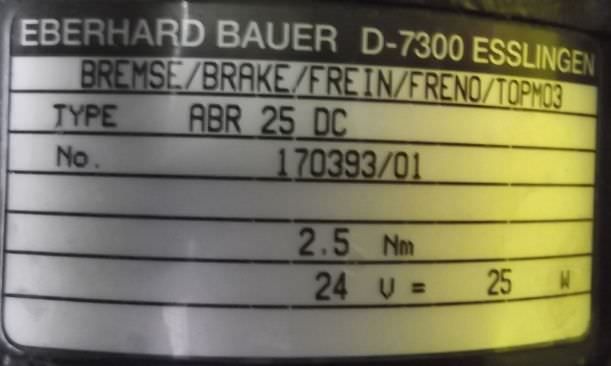 EBERHARD BAUER D-7300 ESSLINGEN
BREMSE/BRAKE/FREIN/FRENO/TOPMO3
TYPE ABR 25 DC
No. 170393/01
2.5 Nm
24 V = 25 W